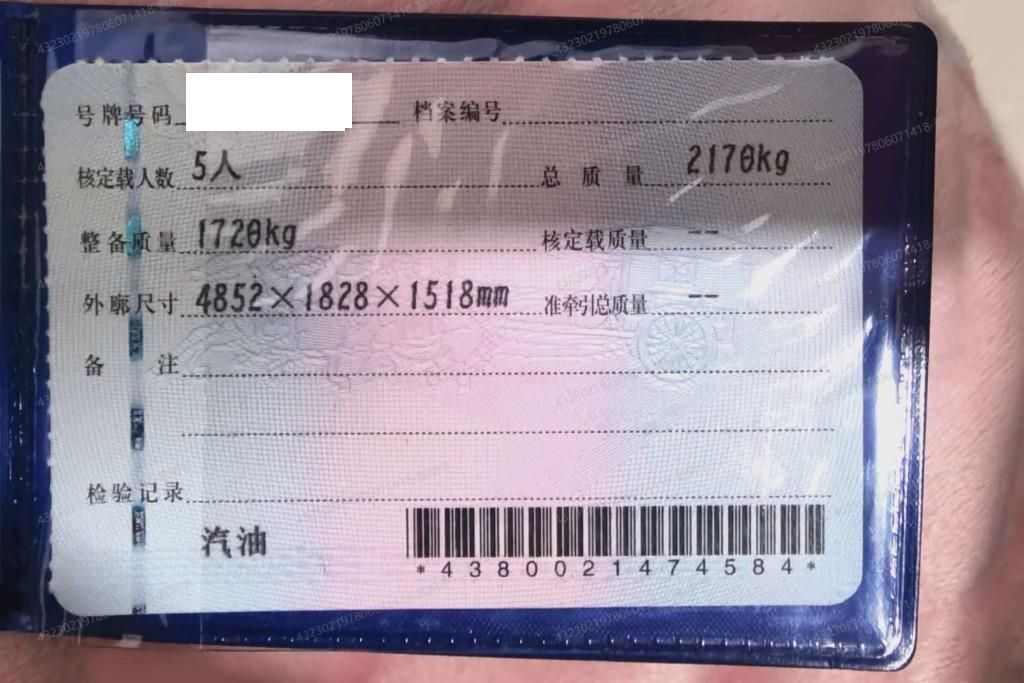 号牌号码 档案编号
核定载人数 5人 总质量 2170kg
整备质量 1720kg 核定载质量 --
外廓尺寸 4852×1828×1518mm 准牵引总质量 --
备注
检验记录
汽油
*4380021474584*